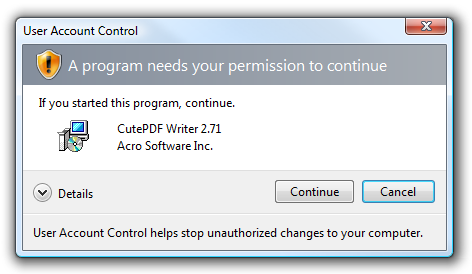 User Account Control
A program needs your permission to continue
If you started this program, continue.
CutePDF Writer 2.71
Acro Software Inc.
Details
Continue
Cancel
User Account Control helps stop unauthorized changes to your computer.